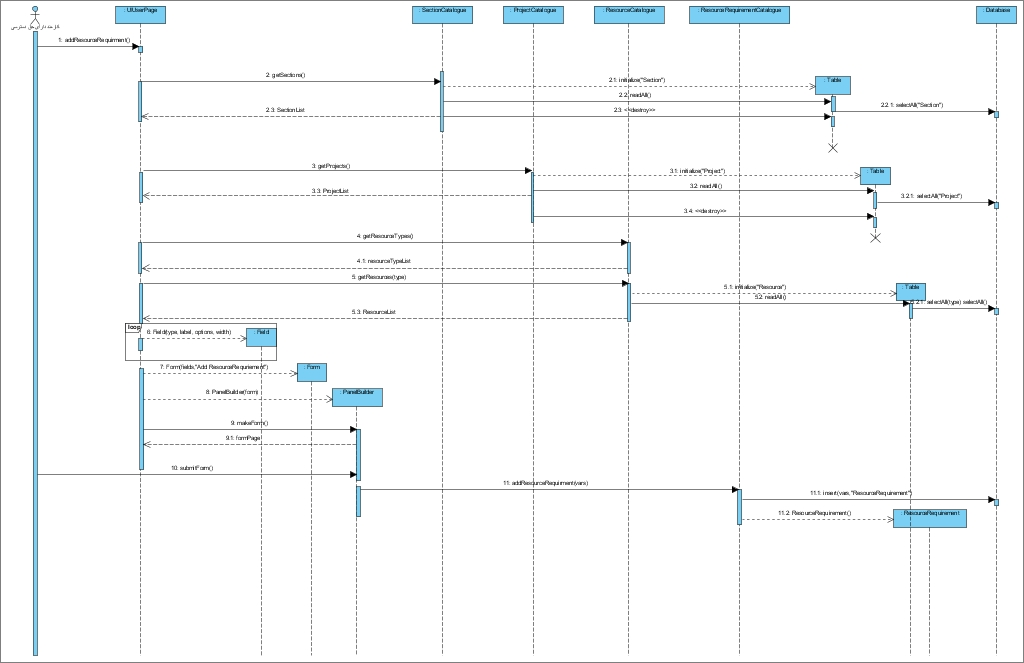 : UIUserPage
: SectionCatalogue
: ProjectCatalogue
: ResourceCatalogue
: ResourceRequirementCatalogue
: Database
دارای حق دسترسی
1: addResourceRequirment()
2: getSections()
2.1: initialize("Section")
: Table
2.2: readAll()
2.2.1: selectAll("Section")
2.3: SectionList
2.3: <<destroy>>
3: getProjects()
3.1: initialize("Project")
: Table
3.2: readAll()
3.2.1: selectAll("Project")
3.3: ProjectList
3.4: <<destroy>>
4: getResourceTypes()
4.1: resourceTypeList
5: getResources(type)
5.1: initialize("Resource")
: Table
5.2: readAll()
selectAll(type) selectAll()
5.3: ResourceList
loop
6: Field(type, label, options, width)
: Field
7: Form(fields,"Add ResourceRequriement")
: Form
8: PanelBuilder(form)
: PanelBuilder
9: makeForm()
9.1: formPage
10: submitForm()
11: addResourceRequirment(vars)
11.1: insert(vars,"ResourceRequirement")
11.2: ResourceRequirement()
: ResourceRequirement